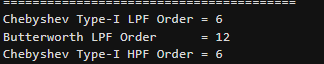 ========================================
Chebyshev Type-I LPF Order = 6
Butterworth LPF Order      = 12
Chebyshev Type-I HPF Order = 6